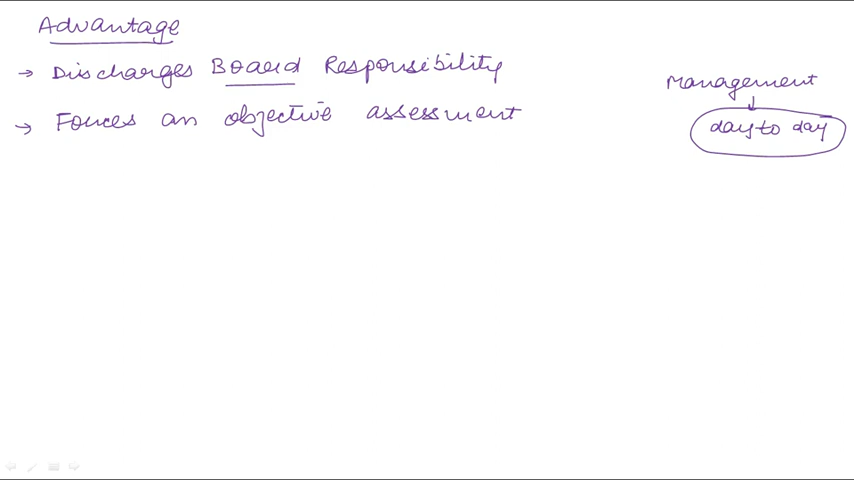 Advantage
→ Discharges Board Responsibility
→ Forces an objective assessment
Management
↓
day to day